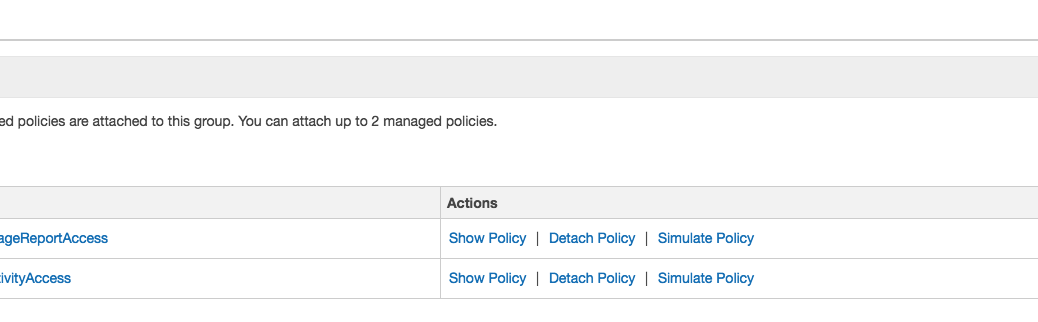 ed policies are attached to this group. You can attach up to 2 managed policies.
Actions
ageReportAccess Show Policy | Detach Policy | Simulate Policy
tivityAccess Show Policy | Detach Policy | Simulate Policy